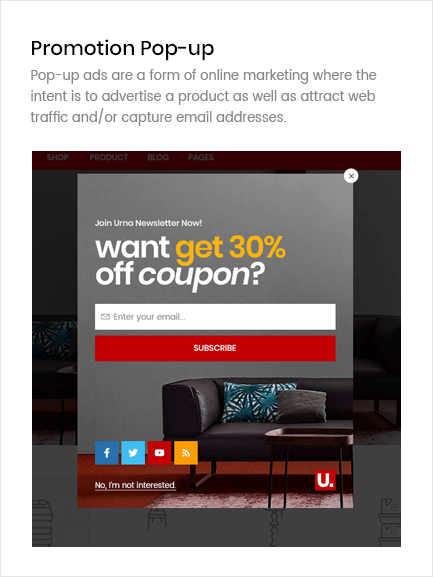 Promotion Pop-up
Pop-up ads are a form of online marketing where the
intent is to advertise a product as well as attract web
traffic and/or capture email addresses.
SHOP PRODUCT BLOG PAGES
Join Urna Newsletter Now!
want get 30%
off coupon?
Enter your email...
SUBSCRIBE
No, I'm not interested.
U.